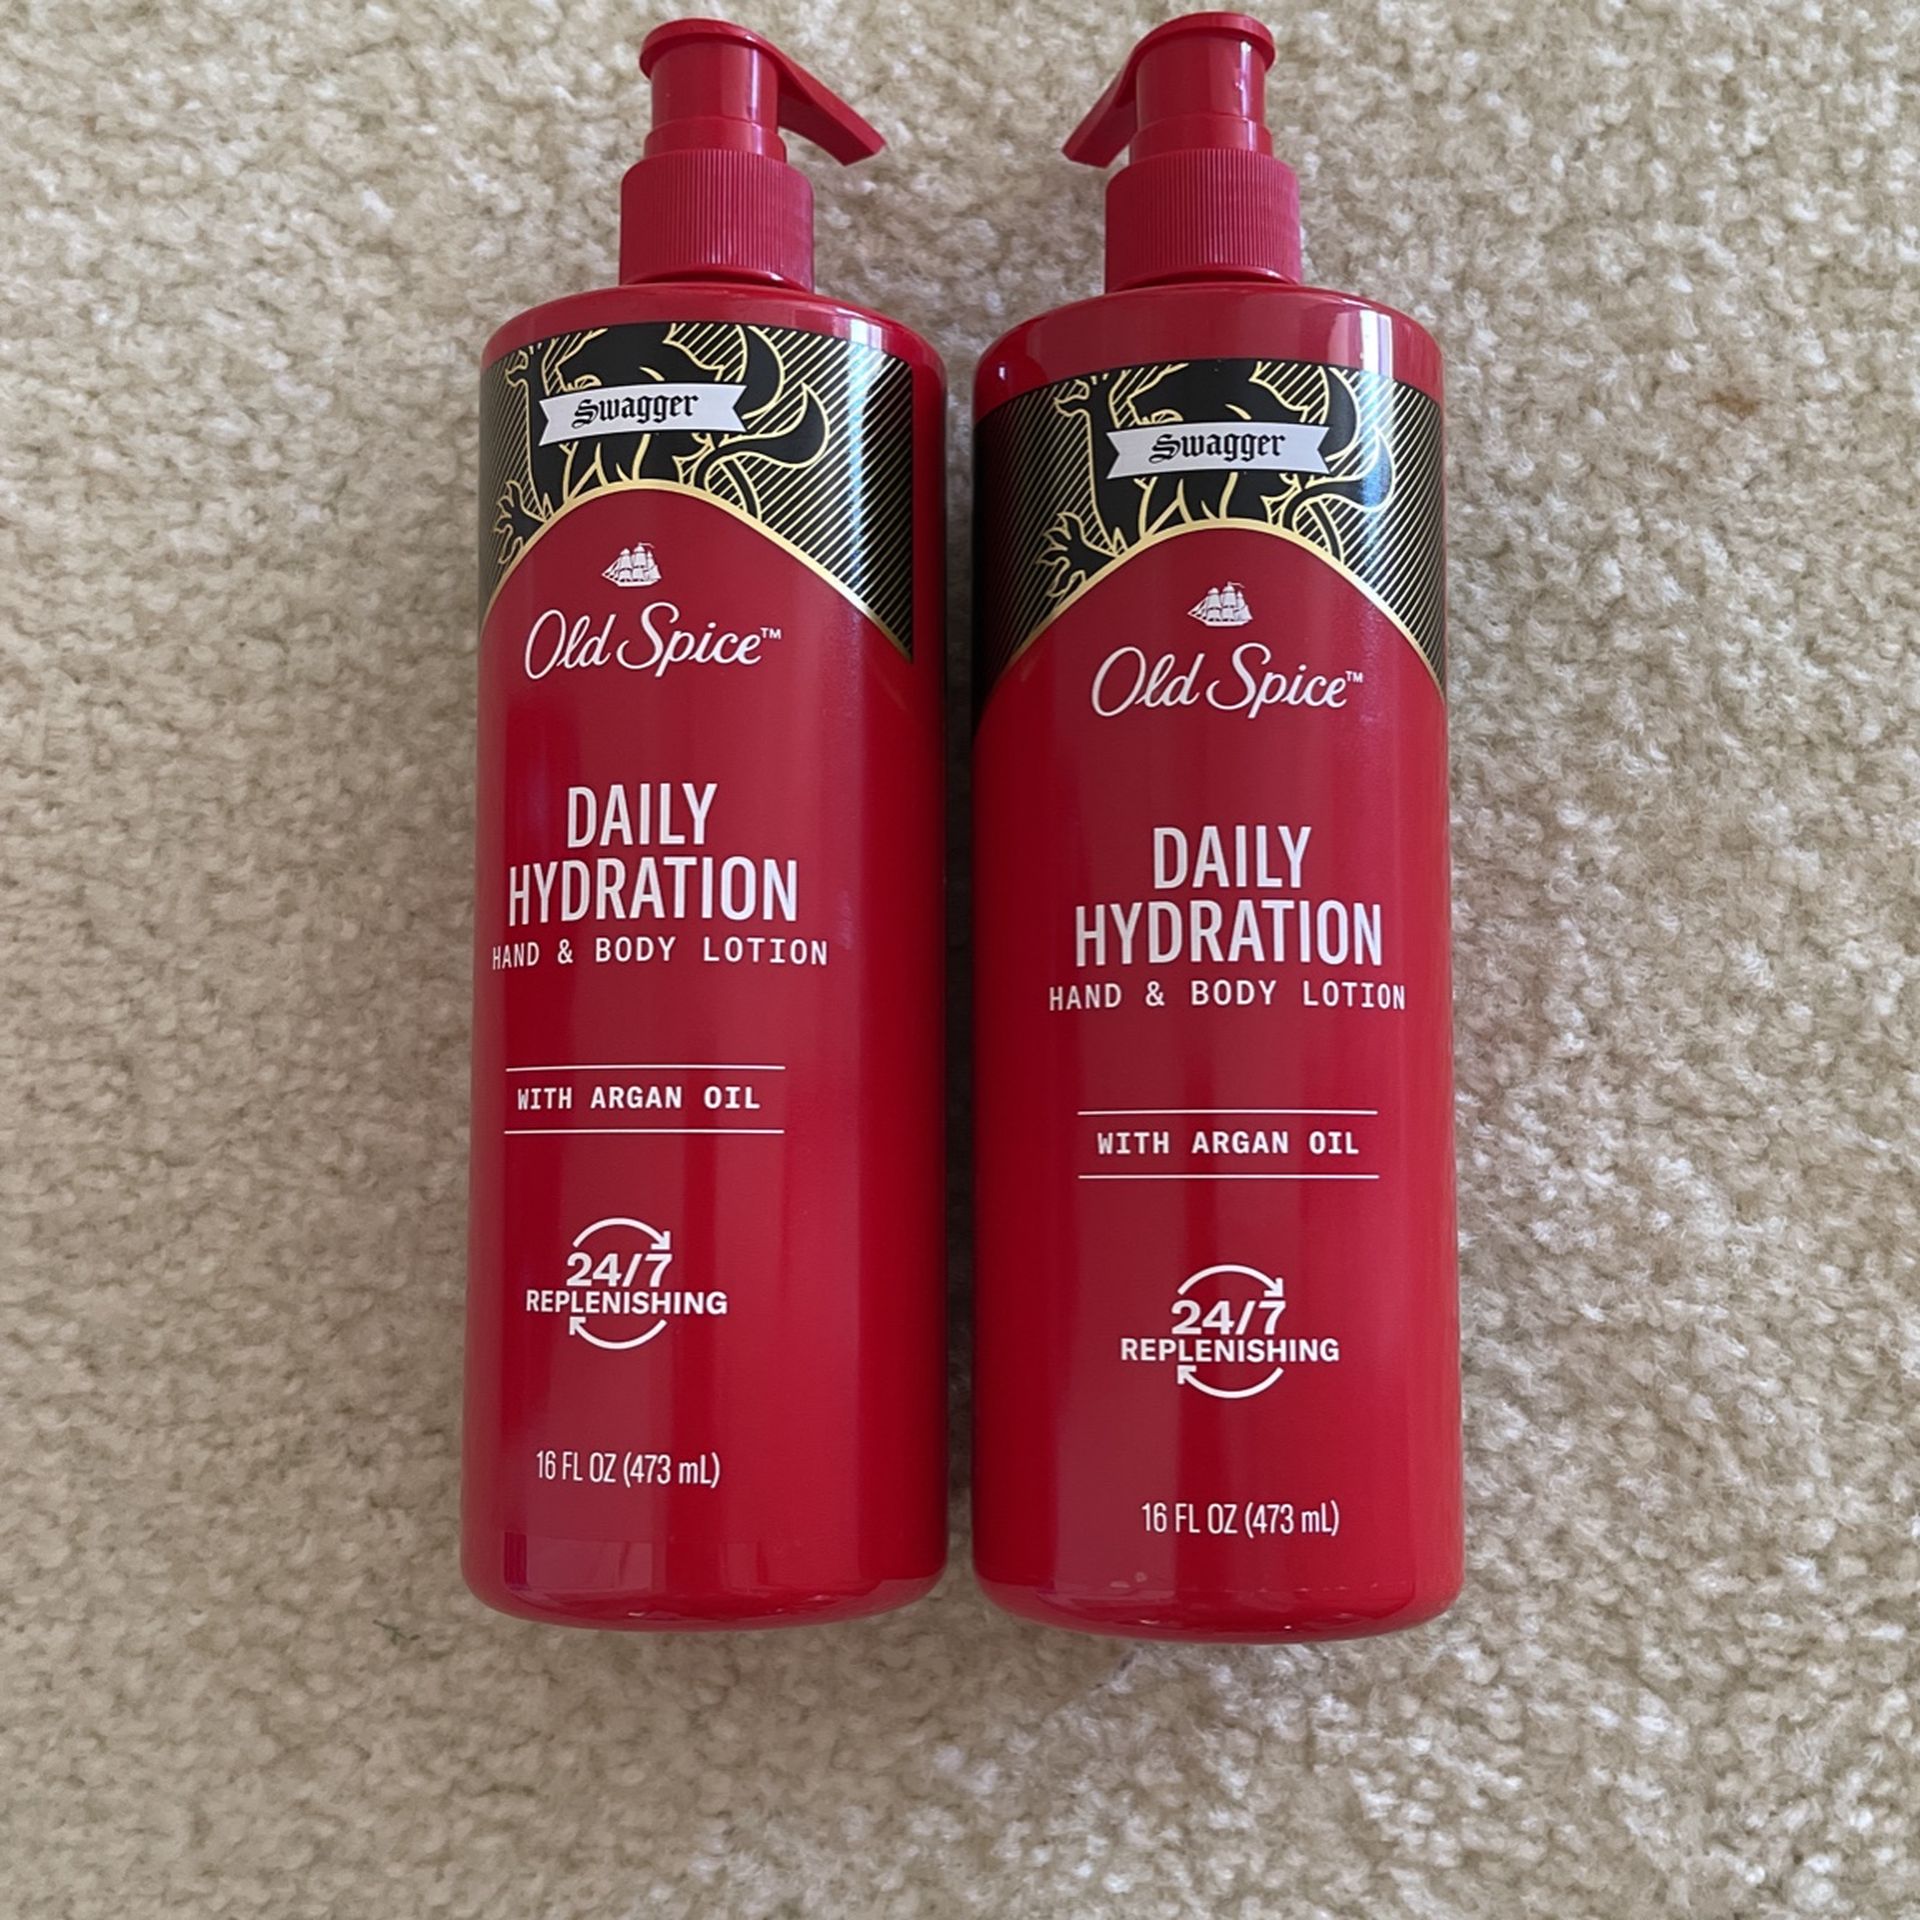 Swagger
Old Spice™
DAILY
HYDRATION
HAND & BODY LOTION
WITH ARGAN OIL
24/7
REPLENISHING
16 FL OZ (473 mL)
Swagger
Old Spice™
DAILY
HYDRATION
HAND & BODY LOTION
WITH ARGAN OIL
24/7
REPLENISHING
16 FL OZ (473 mL)